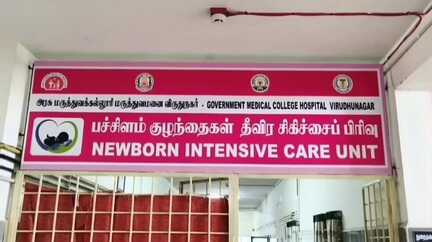 அரசு மருத்துவக்கல்லூரி மருத்துவமனை விருதுநகர் - GOVERNMENT MEDICAL COLLEGE HOSPITAL VIRUDHUNAGAR
பச்சிளம் குழந்தைகள் தீவிர சிகிச்சைப் பிரிவு
NEWBORN INTENSIVE CARE UNIT